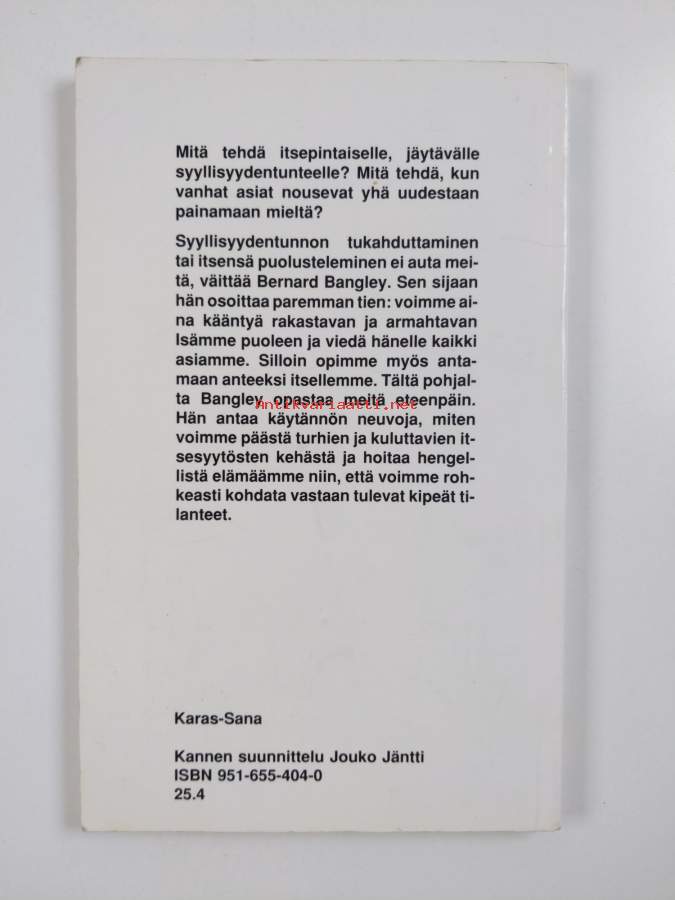 Mitä tehdä itsepintaiselle, jäytävälle
syyllisyydentunteelle? Mitä tehdä, kun
vanhat asiat nousevat yhä uudestaan
painamaan mieltä?
Syyllisyydentunnon tukahduttaminen
tai itsensä puolusteleminen ei auta mei-
tä, väittää Bernard Bangley. Sen sijaan
hän osoittaa paremman tien: voimme ai-
na kääntyä rakastavan ja armahtavan
Isämme puoleen ja viedä hänelle kaikki
asiamme. Silloin opimme myös anta-
maan anteeksi itsellemme. Tältä pohjal-
ta Bangley opastaa meitä eteenpäin.
Antikvariaatti.net
Hän antaa käytännön neuvoja, miten
voimme päästä turhien ja kuluttavien it-
sesyytösten kehästä ja hoitaa hengel-
listä elämäämme niin, että voimme roh-
keasti kohdata vastaan tulevat kipeät ti-
lanteet.
Karas-Sana
Kannen suunnittelu Jouko Jäntti
ISBN 951-655-404-0
25.4